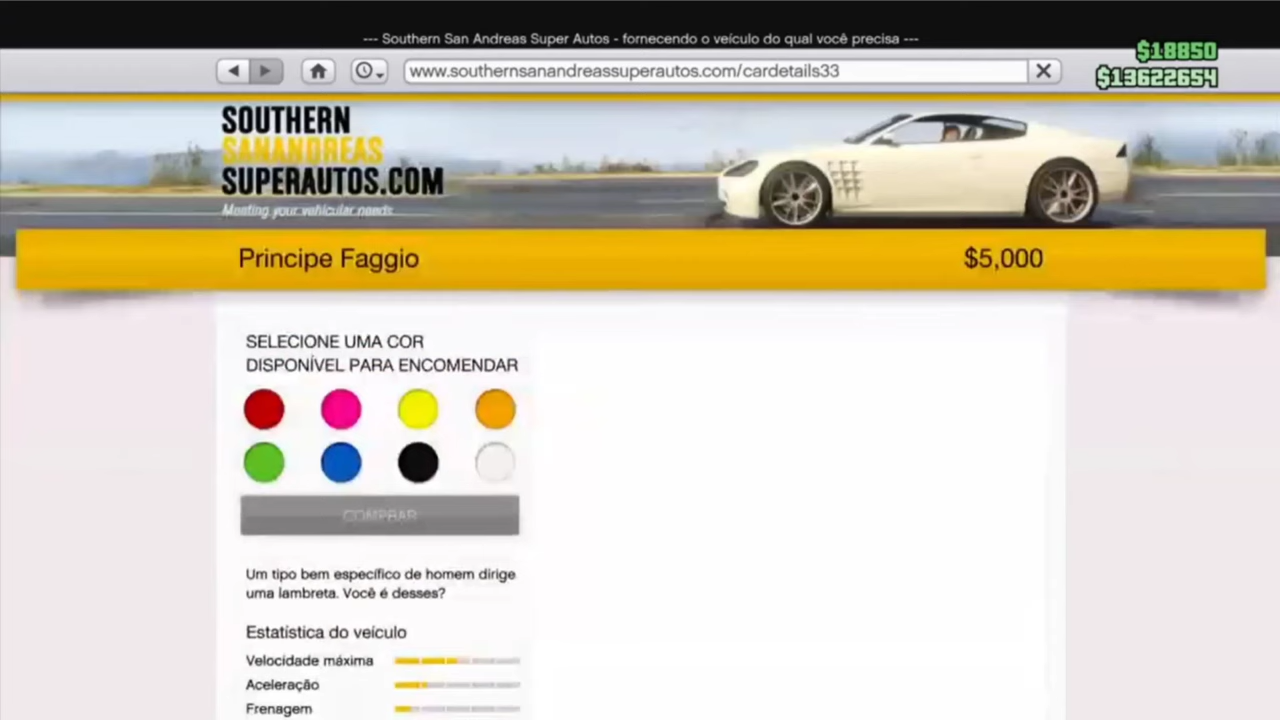 --- Southern San Andreas Super Autos - fornecendo o veículo do qual você precisa ---
$18850
www.southernsanandreassuperautos.com/cardetails33
$13622654
SOUTHERN
SANANDREAS
SUPERAUTOS.COM
Meeting your vehicular needs
Principe Faggio
$5,000
SELECIONE UMA COR
DISPONÍVEL PARA ENCOMENDAR
COMPRAR
Um tipo bem específico de homem dirige
uma lambreta. Você é desses?
Estatística do veículo
Velocidade máxima
Aceleração
Frenagem